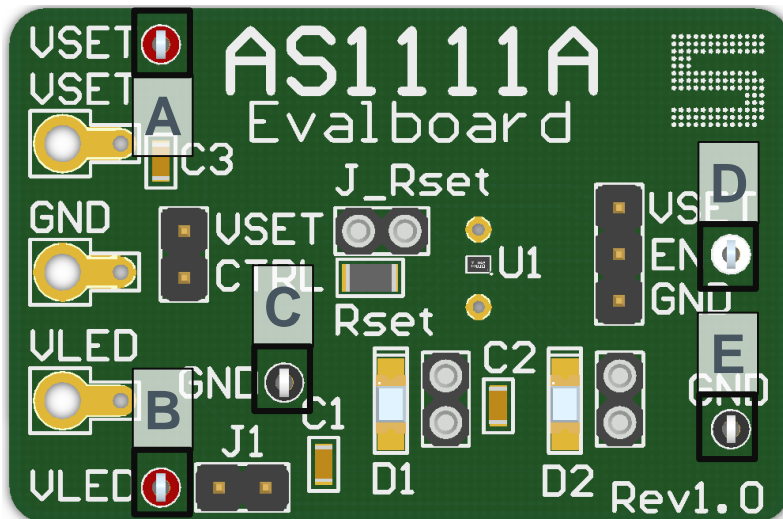 VSET
AS1111A
VSET
A
Evalboard
C3
J_Rset
D
GND
VSET
VSET
EN
CTRL
U1
GND
C
Rset
VLED
E
GND
GND
B
C1
C2
J1
VLED
D1
D2
Rev1.0